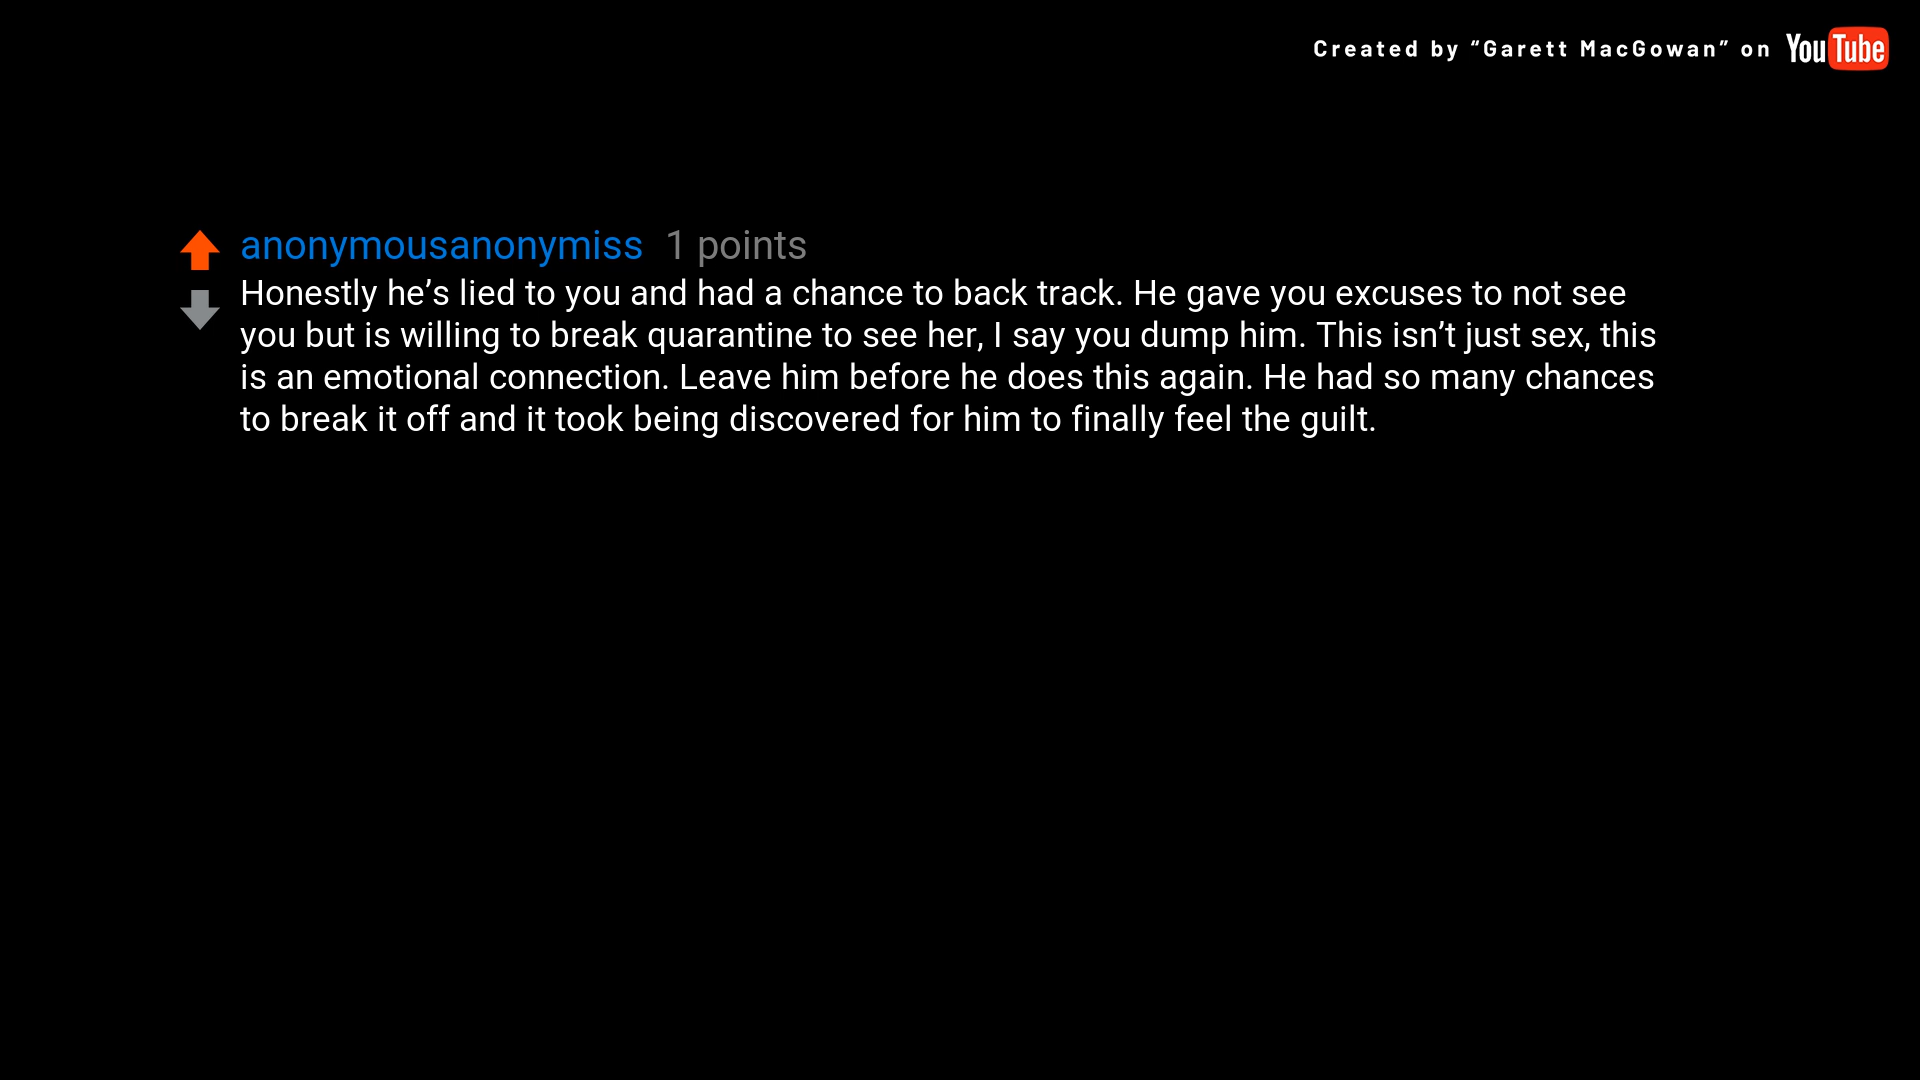 Created by “Garett MacGowan” on YouTube
anonymousanonymiss 1 points
Honestly he’s lied to you and had a chance to back track. He gave you excuses to not see
you but is willing to break quarantine to see her, I say you dump him. This isn’t just sex, this
is an emotional connection. Leave him before he does this again. He had so many chances
to break it off and it took being discovered for him to finally feel the guilt.